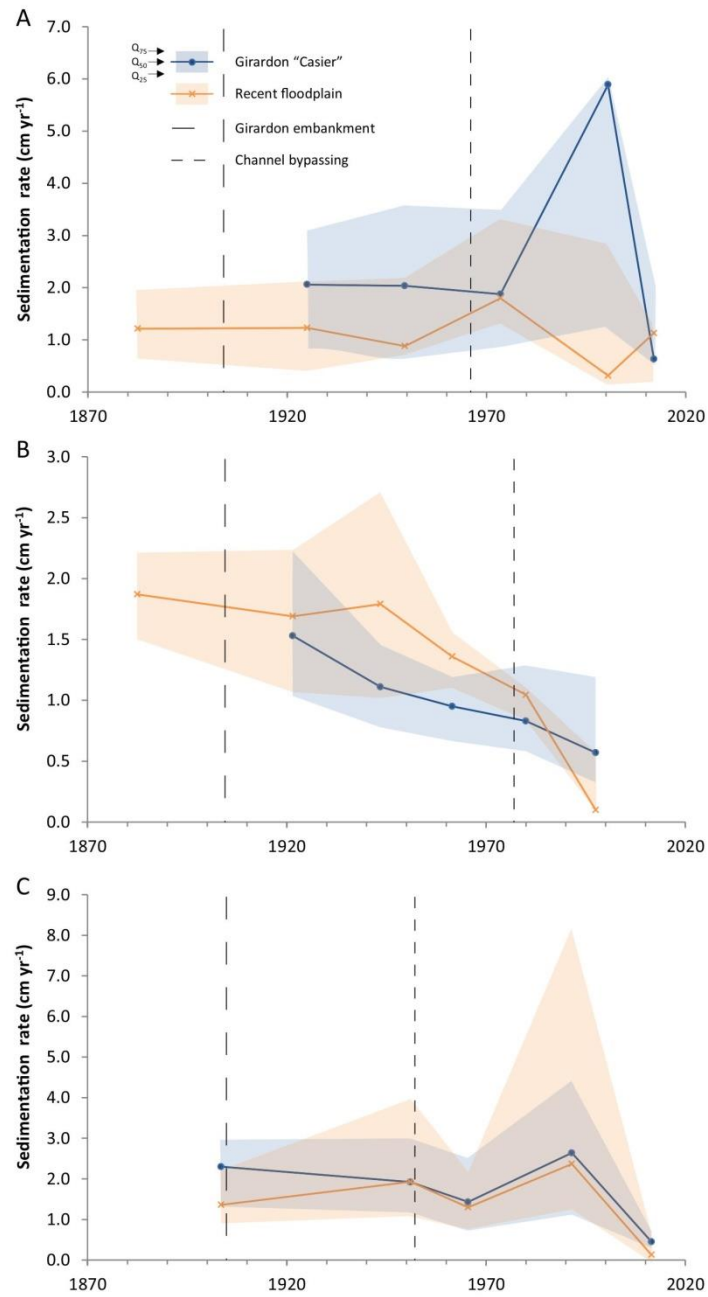 A
Sedimentation rate (cm yr-1)
7.0
6.0
5.0
4.0
3.0
2.0
1.0
0.0
1870 1920 1970 2020
Q75
Q50
Q25
Girardon “Casier”
Recent floodplain
Girardon embankment
Channel bypassing
B
Sedimentation rate (cm yr-1)
3.0
2.5
2.0
1.5
1.0
0.5
0.0
1870 1920 1970 2020
C
Sedimentation rate (cm yr-1)
9.0
8.0
7.0
6.0
5.0
4.0
3.0
2.0
1.0
0.0
1870 1920 1970 2020